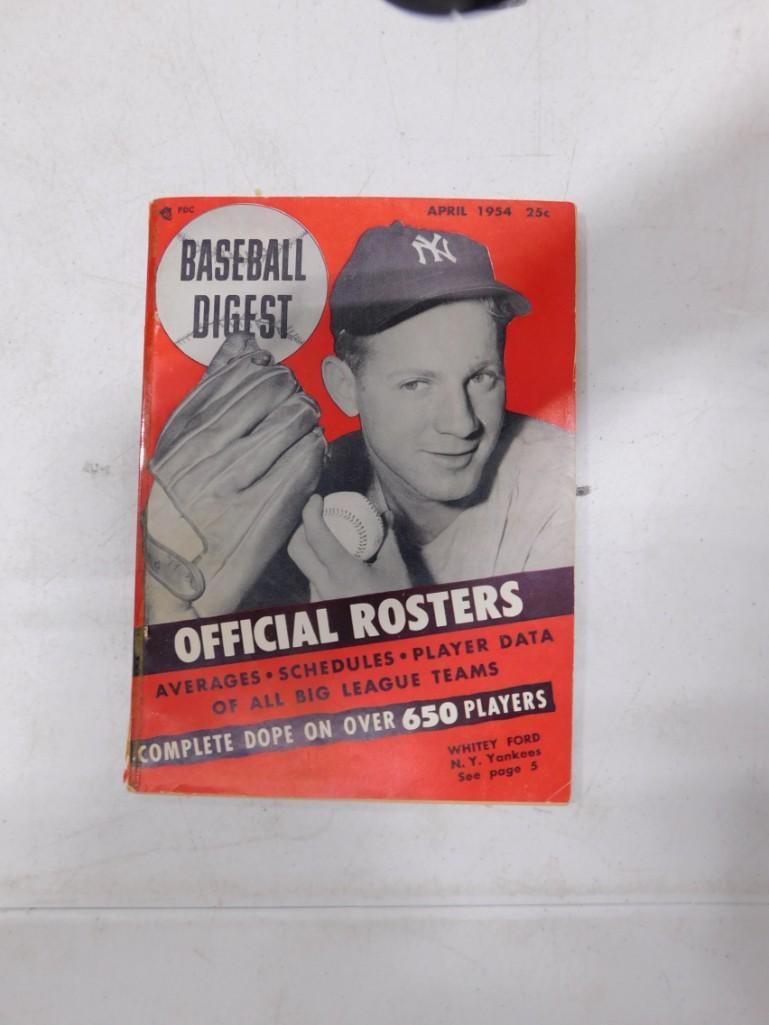 PDC
APRIL 1954 25c
BASEBALL
DIGEST
NY
OFFICIAL ROSTERS
AVERAGES • SCHEDULES • PLAYER DATA
OF ALL BIG LEAGUE TEAMS
COMPLETE DOPE ON OVER 650 PLAYERS
WHITEY FORD
N. Y. Yankees
See page 5